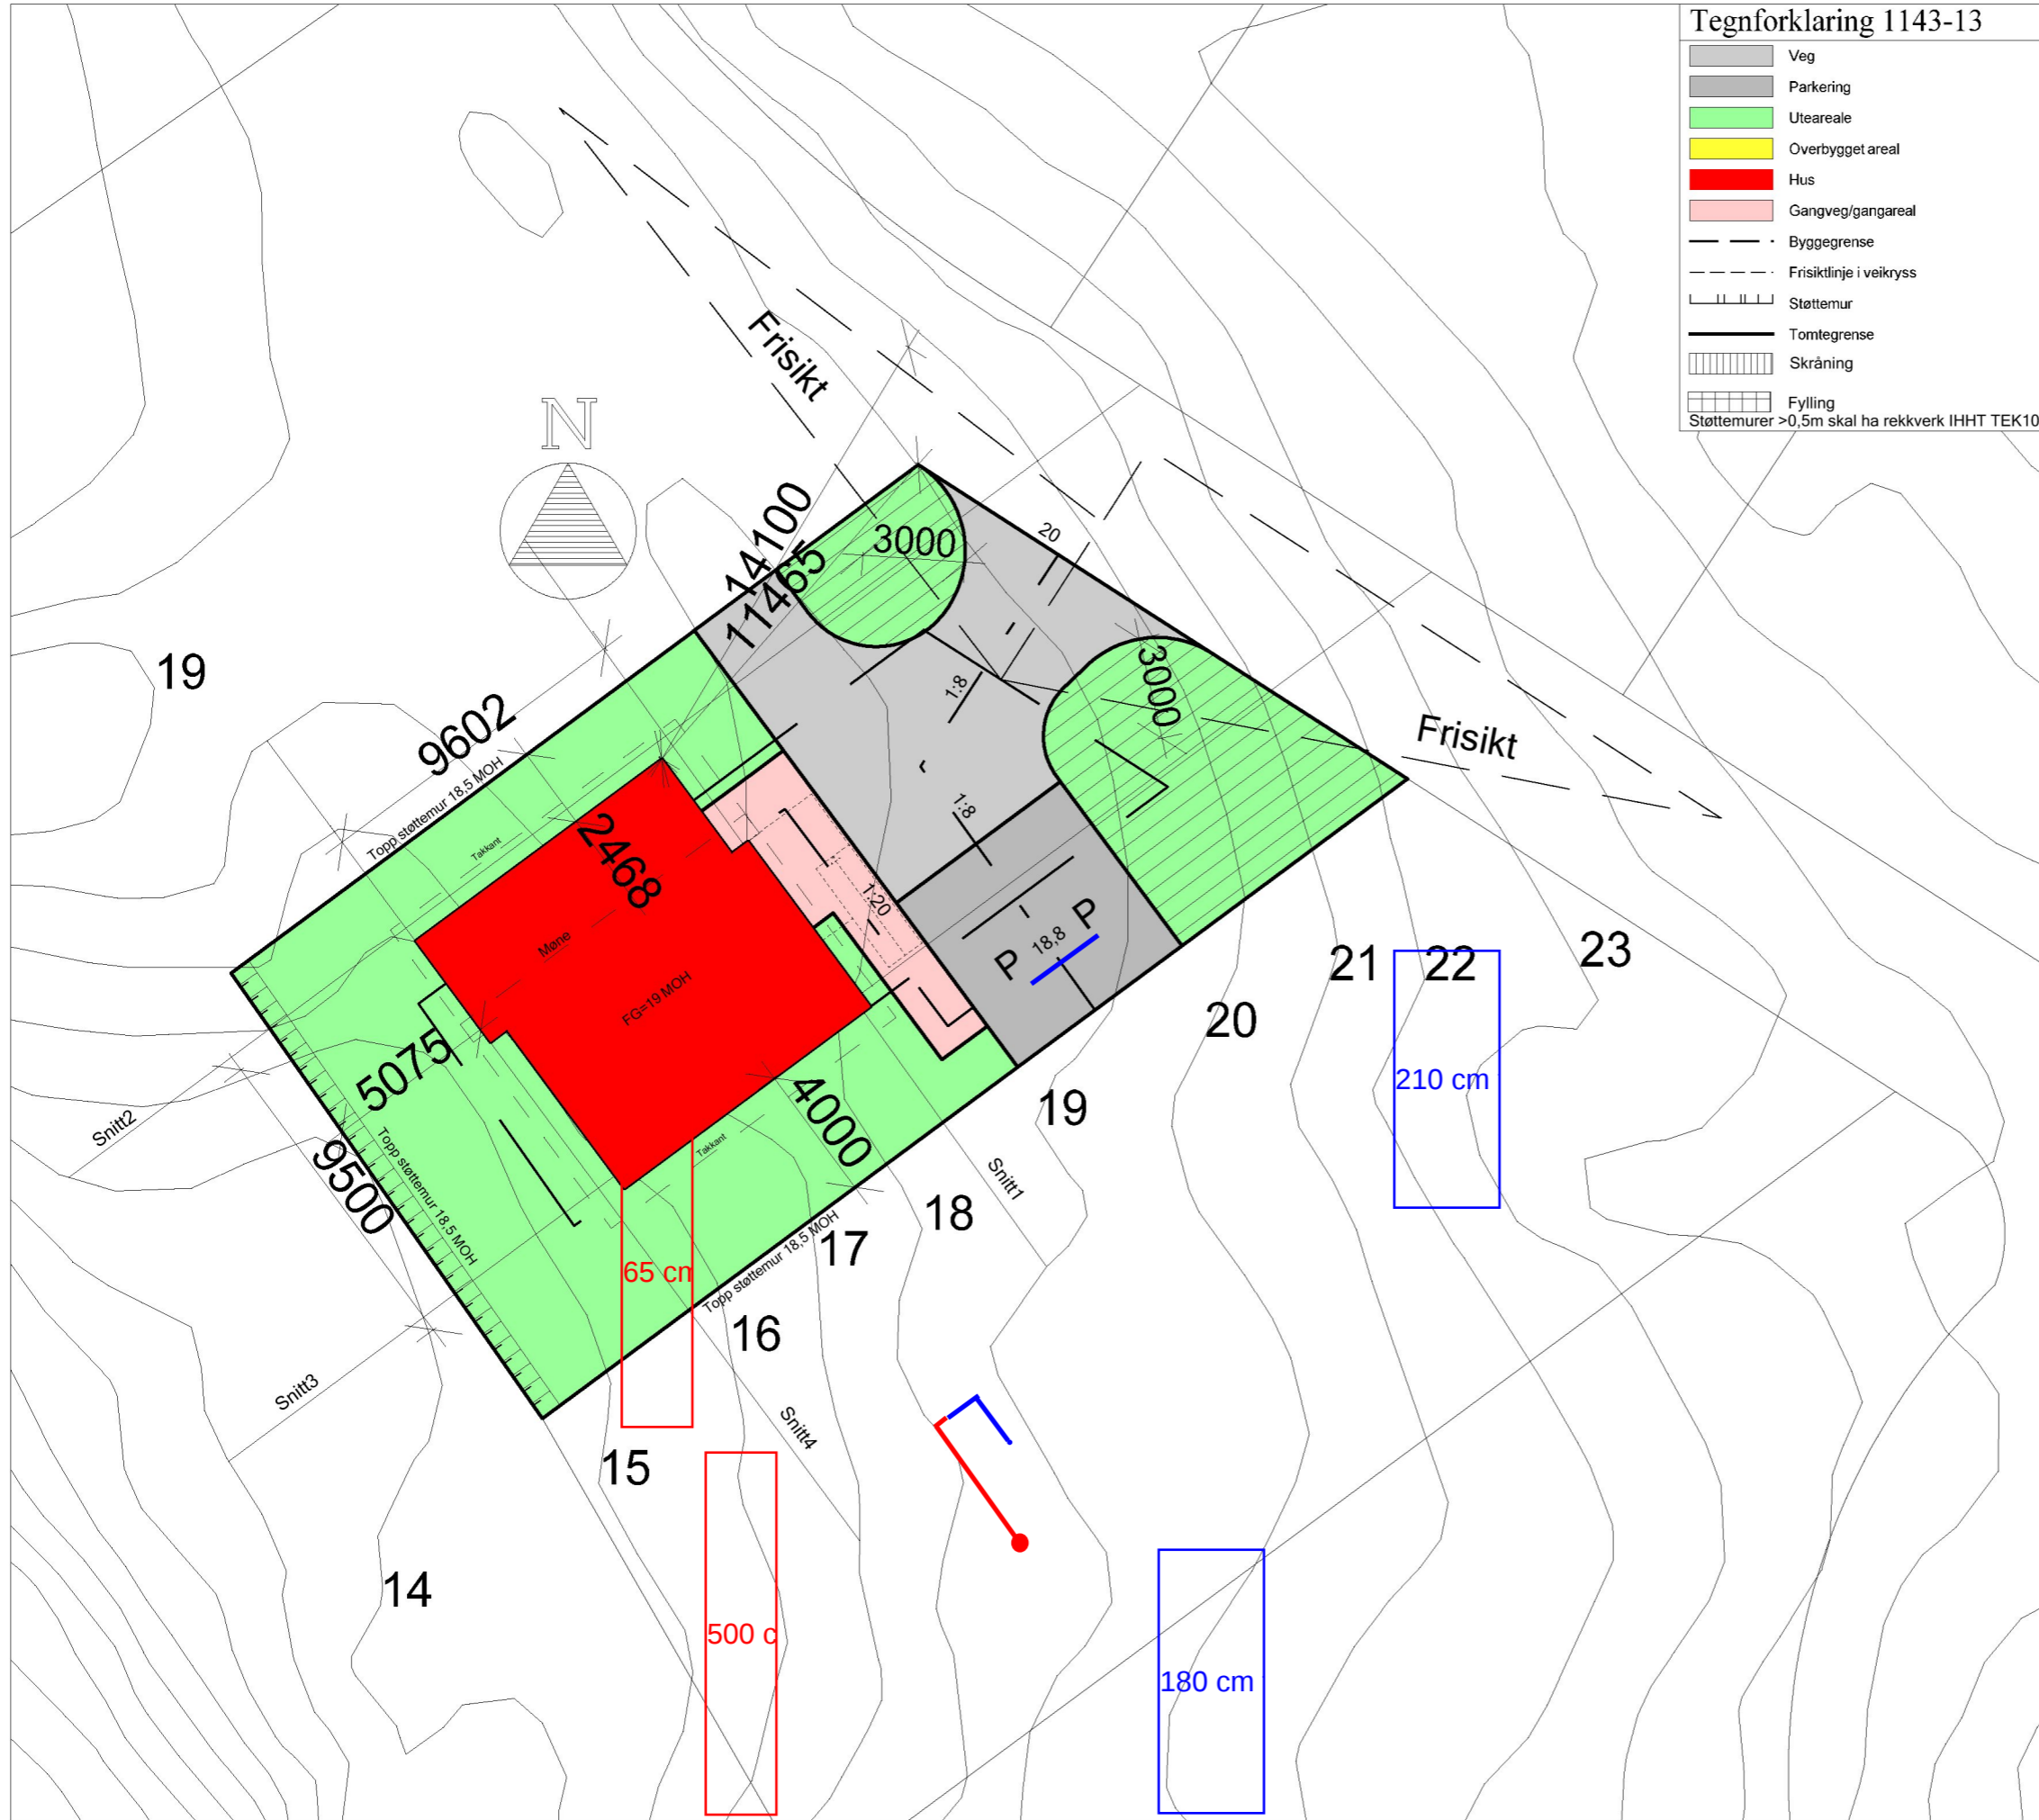 Tegnforklaring 1143-13
Veg
Parkering
Uteareale
Overbygget areal
Hus
Gangveg/gangareal
Byggegrense
Frisiktlinje i veikryss
Støttemur
Tomtegrense
Skråning
Fylling
Støttemurer >0,5m skal ha rekkverk IHHT TEK10
Frisikt
N
14100
11465
3000
20
19
9602
Topp støttemur 18,5 MOH
Takkant
3000
1:8
Frisikt
2468
1:8
1:20
Møne
FG=19 MOH
P
18,8
P
21
22
23
20
5075
210 cm
4000
19
Snitt2
9500
Topp støttemur 18,5 MOH
Takkant
Snitt1
18
17
65 cm
Topp støttemur 18,5 MOH
16
Snitt3
Snitt4
15
14
500 c
180 cm